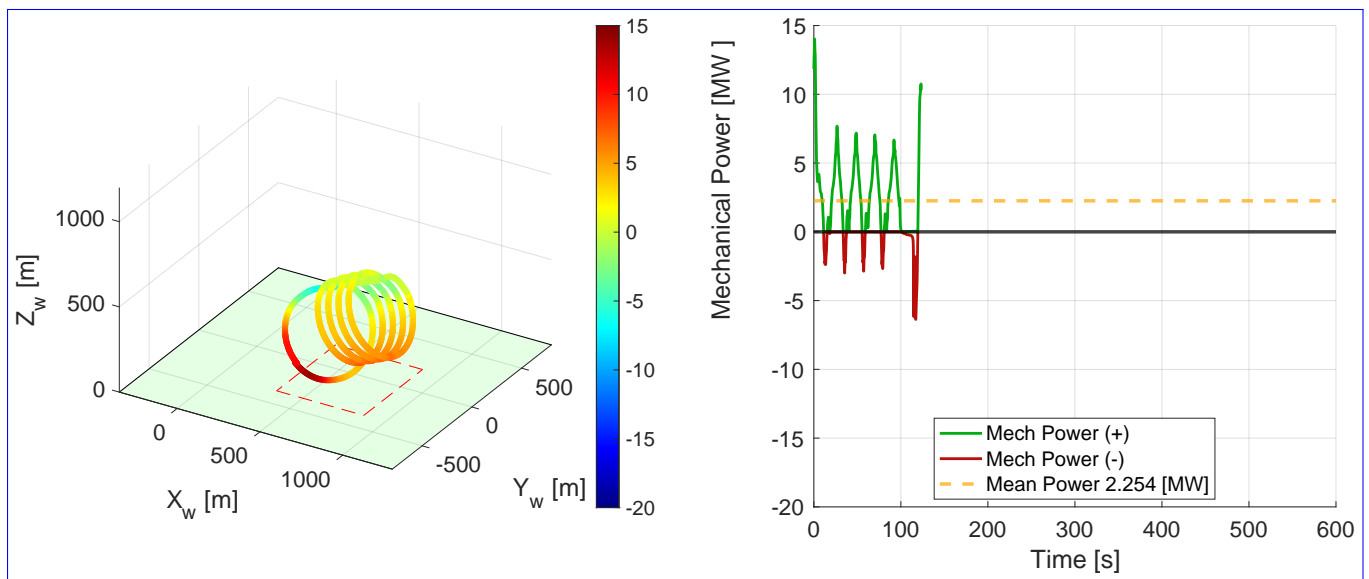 1000
500
0
Z_w [m]
0
500
1000
X_w [m]
-500
0
500
Y_w [m]
15
10
5
0
-5
-10
-15
-20
Mechanical Power [MW ]
15
10
5
0
-5
-10
-15
-20
Mech Power (+)
Mech Power (-)
Mean Power 2.254 [MW]
0 100 200 300 400 500 600
Time [s]